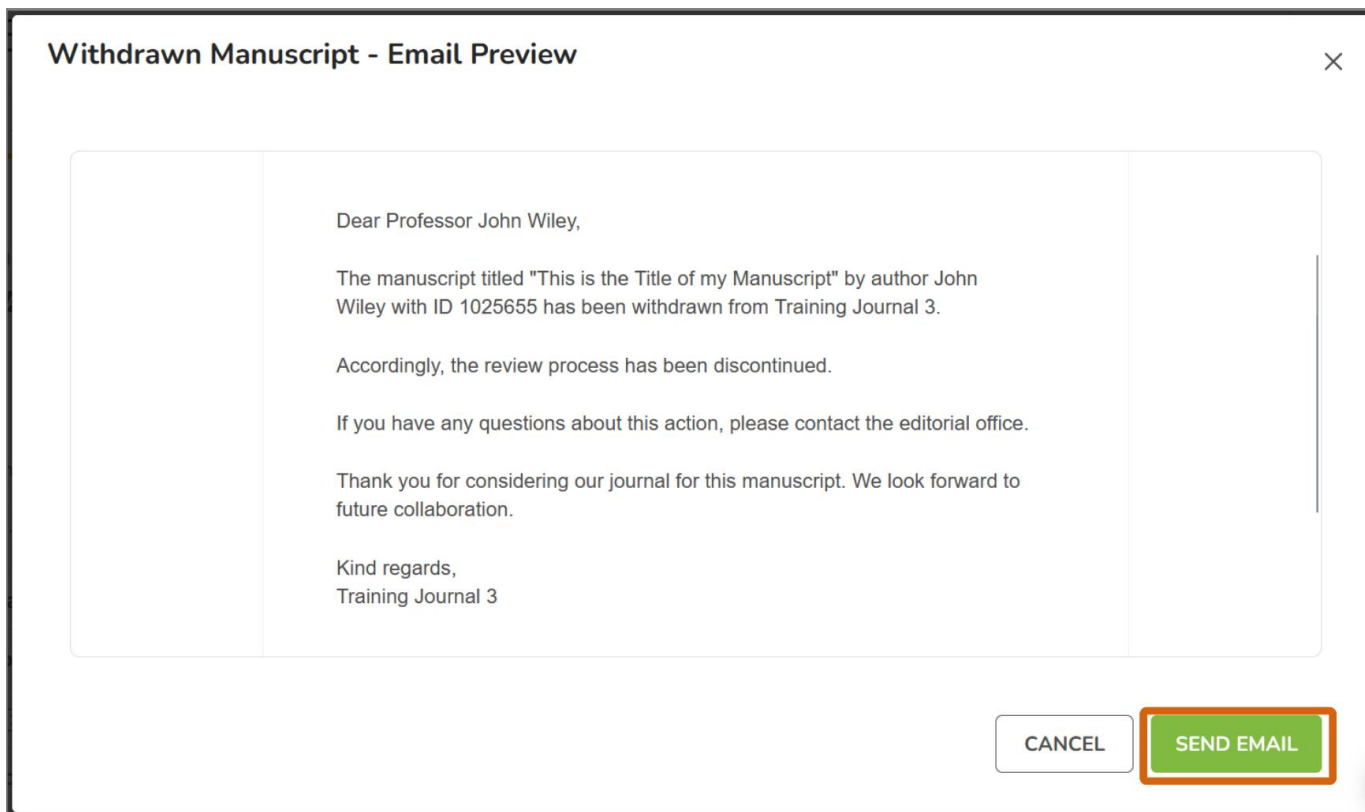 Withdrawn Manuscript - Email Preview
Dear Professor John Wiley,
The manuscript titled "This is the Title of my Manuscript" by author John
Wiley with ID 1025655 has been withdrawn from Training Journal 3.
Accordingly, the review process has been discontinued.
If you have any questions about this action, please contact the editorial office.
Thank you for considering our journal for this manuscript. We look forward to
future collaboration.
Kind regards,
Training Journal 3
CANCEL
SEND EMAIL